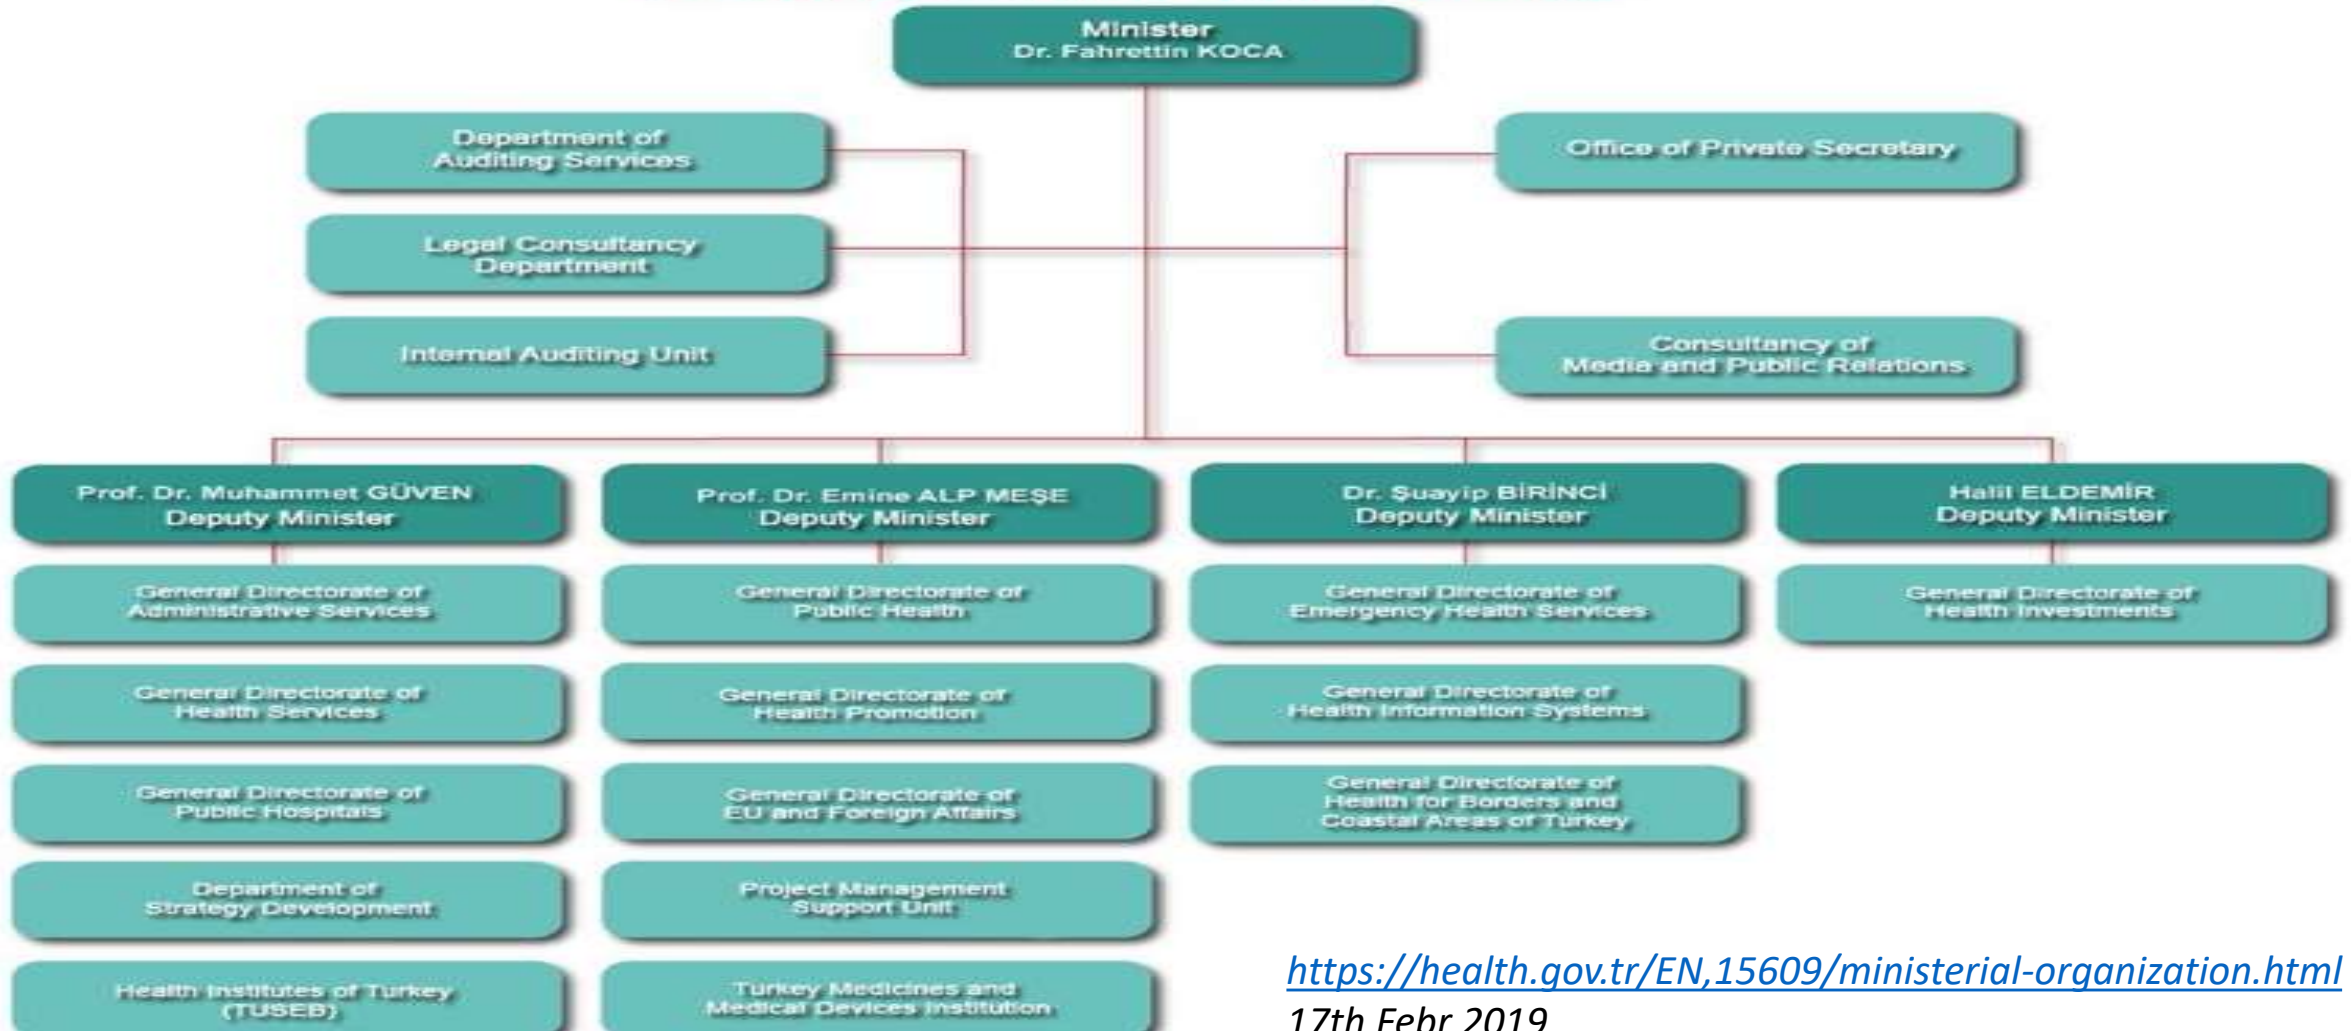 Minister
Dr. Fahrettin KOCA
Department of
Auditing Services
Office of Private Secretary
Legal Consultancy
Department
Internal Auditing Unit
Consultancy of
Media and Public Relations
Prof. Dr. Muhammet GÜVEN
Deputy Minister
Prof. Dr. Emine ALP MEŞE
Deputy Minister
Dr. Şuayip BİRİNCİ
Deputy Minister
Halil ELDEMİR
Deputy Minister
General Directorate of
Administrative Services
General Directorate of
Public Health
General Directorate of
Emergency Health Services
General Directorate of
Health Investments
General Directorate of
Health Services
General Directorate of
Health Promotion
General Directorate of
Health Information Systems
General Directorate of
Public Hospitals
General Directorate of
EU and Foreign Affairs
General Directorate of
Health for Borders and
Coastal Areas of Turkey
Department of
Strategy Development
Project Management
Support Unit
Health Institutes of Turkey
(TUSEB)
Turkey Medicines and
Medical Devices Institution
https://health.gov.tr/EN,15609/ministerial-organization.html
17th Febr 2019